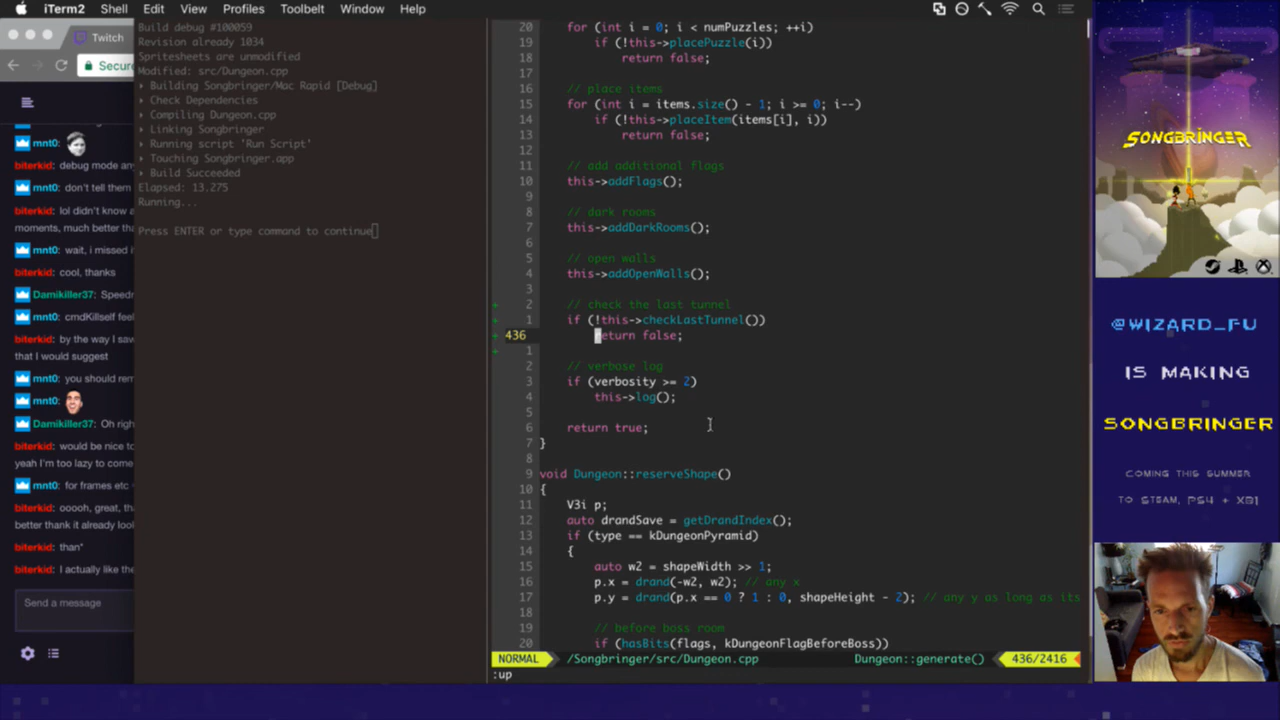 iTerm2 Shell Edit View Profiles Toolbelt Window Help
Twitch
Secure
mnt0:
biterkid: debug mode any
mnt0: don't tell them
biterkid: lol didn't know a
moments, much better tha
mnt0: wait, i missed i
biterkid: cool, thanks
Damikiller37: Speedr
mnt0: cmdKillself feel
biterkid: by the way I saw
that I would suggest
mnt0: you should rem
mnt0:
Damikiller37: Oh righ
biterkid: would be nice to
yeah I'm too lazy to come
mnt0: for frames etc
biterkid: ooooh, great, tha
better thank it already look
biterkid: than*
biterkid: I actually like the
Send a message
Build debug #100059
Revision already 1034
Spritesheets are unmodified
Modified: src/Dungeon.cpp
▸ Building Songbringer/Mac Rapid [Debug]
▸ Check Dependencies
▸ Compiling Dungeon.cpp
▸ Linking Songbringer
▸ Running script 'Run Script'
▸ Touching Songbringer.app
▸ Build Succeeded
Elapsed: 13.275
Running...
Press ENTER or type command to continue
20 for (int i = 0; i < numPuzzles; ++i)
19 if (!this->placePuzzle(i))
18 return false;
17
16 // place items
15 for (int i = items.size() - 1; i >= 0; i--)
14 if (!this->placeItem(items[i], i))
13 return false;
12
11 // add additional flags
10 this->addFlags();
9
8 // dark rooms
7 this->addDarkRooms();
6
5 // open walls
4 this->addOpenWalls();
3
+ 2 // check the last tunnel
+ 1 if (!this->checkLastTunnel())
+ 436 return false;
+ 1
2 // verbose log
3 if (verbosity >= 2)
4 this->log();
5
6 return true;
7 }
8
9 void Dungeon::reserveShape()
10 {
11 V3i p;
12 auto drandSave = getDrandIndex();
13 if (type == kDungeonPyramid)
14 {
15 auto w2 = shapeWidth >> 1;
16 p.x = drand(-w2, w2); // any x
17 p.y = drand(p.x == 0 ? 1 : 0, shapeHeight - 2); // any y as long as its
18
19 // before boss room
20 if (hasBits(flags, kDungeonFlagBeforeBoss))
NORMAL /Songbringer/src/Dungeon.cpp Dungeon::generate() 436/2416
:up
SONGBRINGER
@WIZARD_FU
IS MAKING
SONGBRINGER
COMING THIS SUMMER
TO STEAM, PS4 + XB1